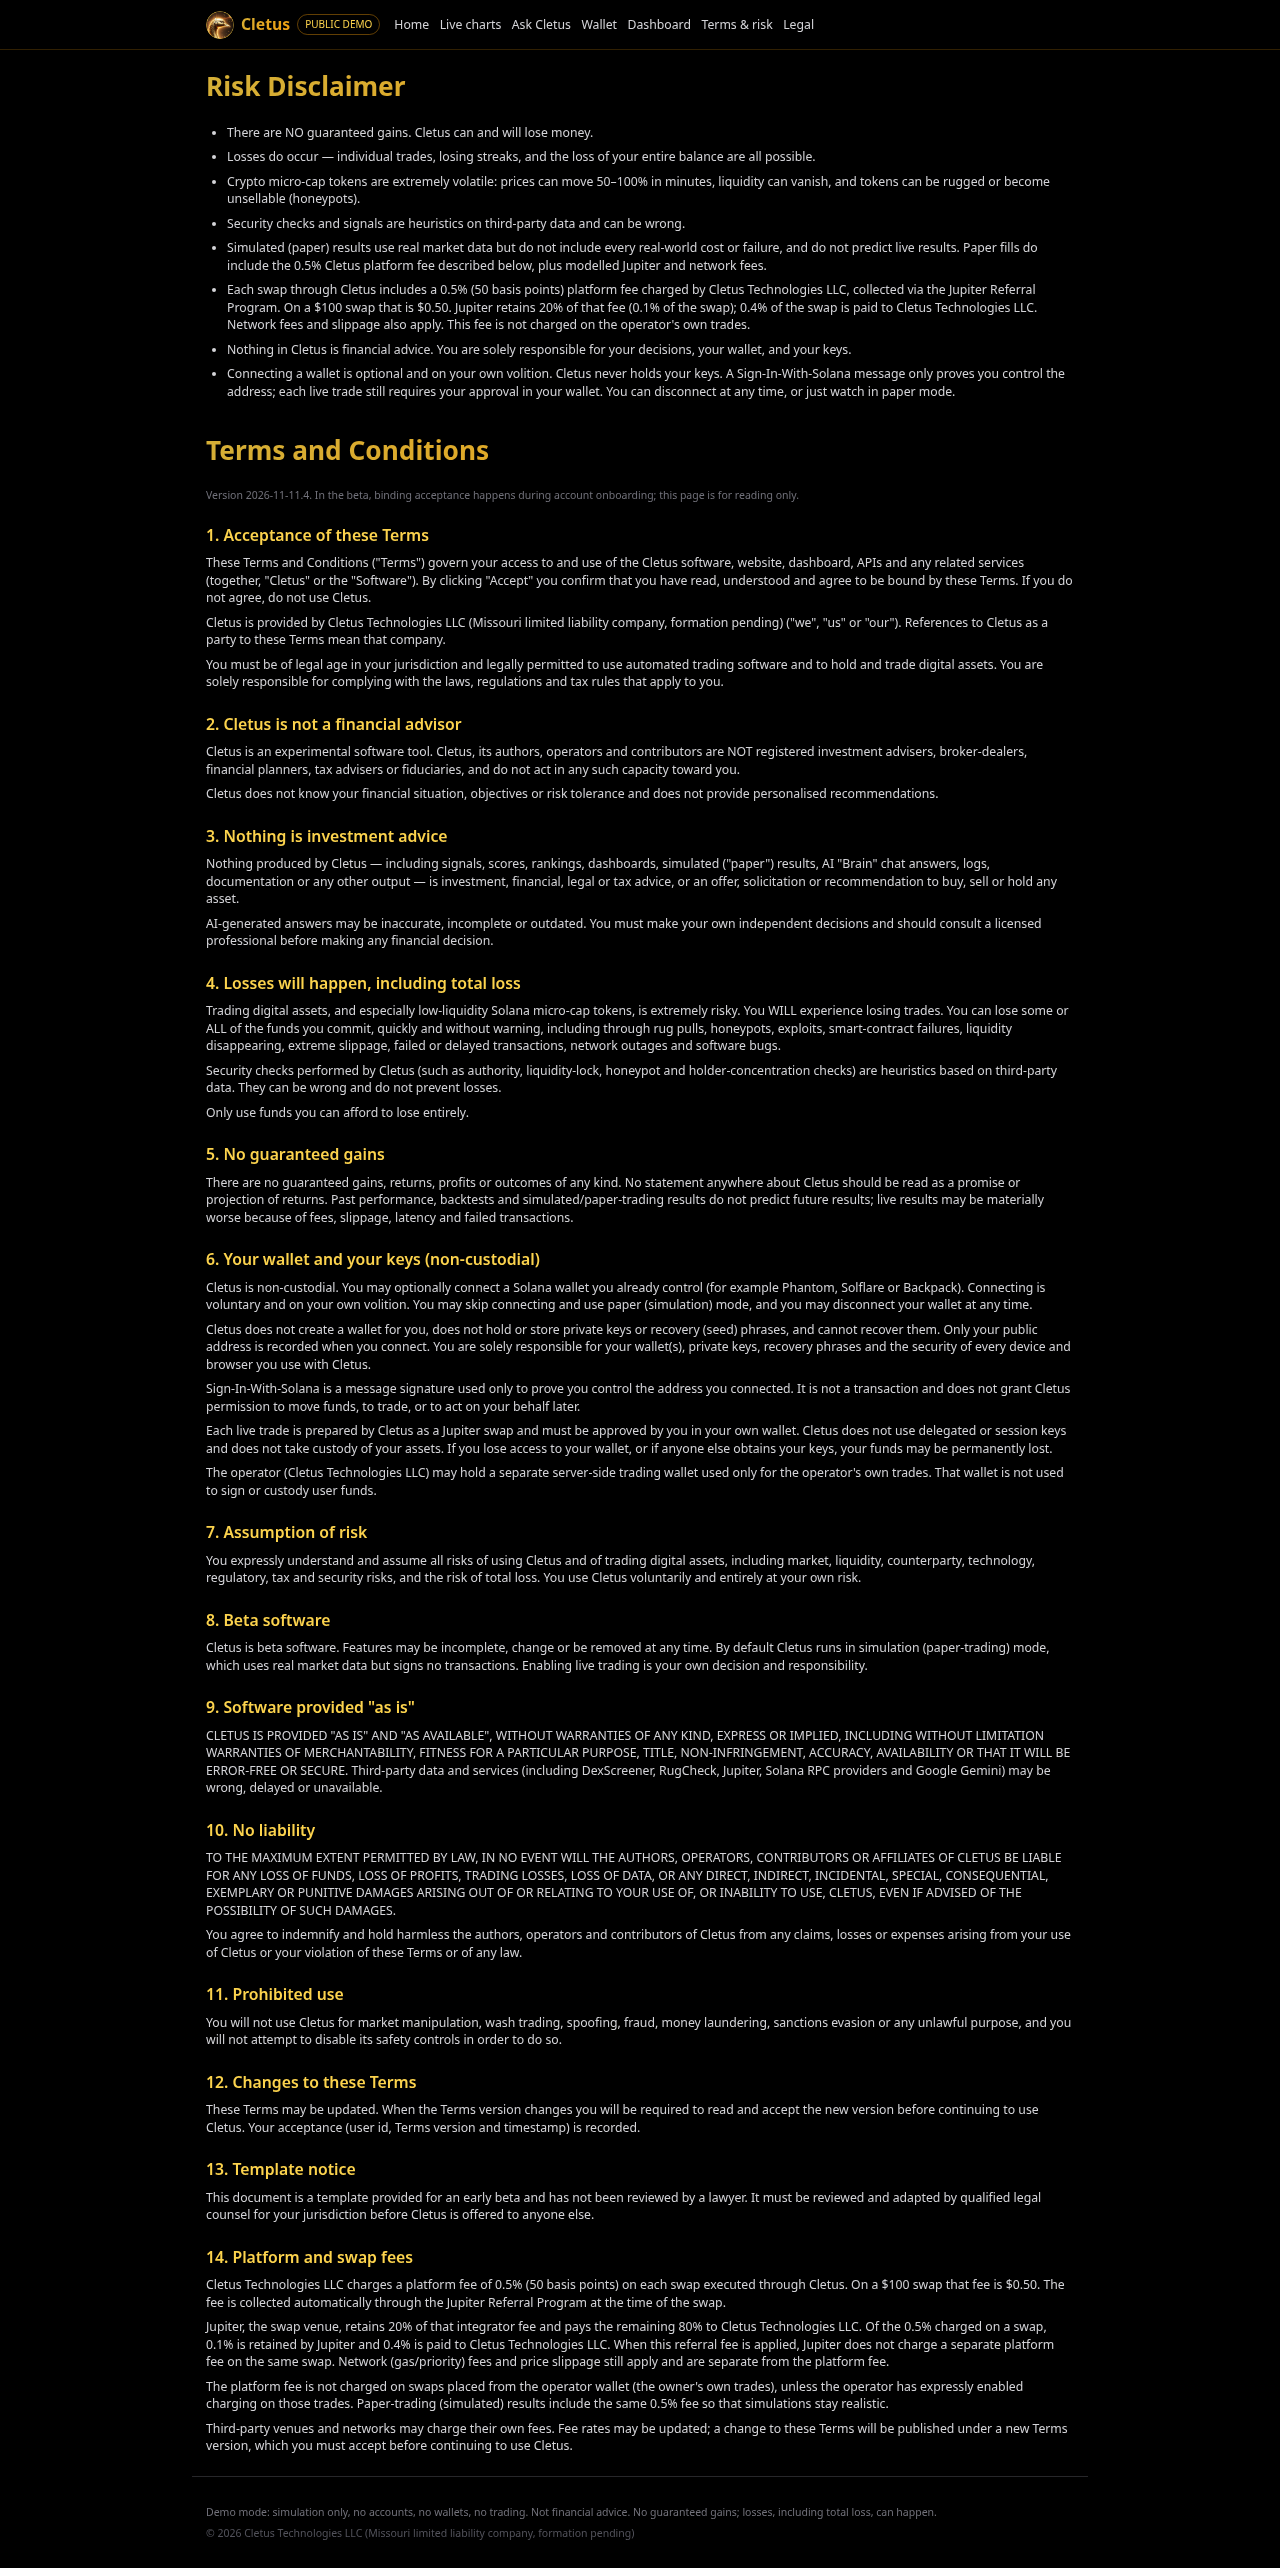 Cletus PUBLIC DEMO Home Live charts Ask Cletus Wallet Dashboard Terms & risk Legal
Risk Disclaimer
• There are NO guaranteed gains. Cletus can and will lose money.
• Losses do occur — individual trades, losing streaks, and the loss of your entire balance are all possible.
• Crypto micro-cap tokens are extremely volatile: prices can move 50–100% in minutes, liquidity can vanish, and tokens can be rugged or become
unsellable (honeypots).
• Security checks and signals are heuristics on third-party data and can be wrong.
• Simulated (paper) results use real market data but do not include every real-world cost or failure, and do not predict live results. Paper fills do
include the 0.5% Cletus platform fee described below, plus modelled Jupiter and network fees.
• Each swap through Cletus includes a 0.5% (50 basis points) platform fee charged by Cletus Technologies LLC, collected via the Jupiter Referral
Program. On a $100 swap that is $0.50. Jupiter retains 20% of that fee (0.1% of the swap); 0.4% of the swap is paid to Cletus Technologies LLC.
Network fees and slippage also apply. This fee is not charged on the operator's own trades.
• Nothing in Cletus is financial advice. You are solely responsible for your decisions, your wallet, and your keys.
• Connecting a wallet is optional and on your own volition. Cletus never holds your keys. A Sign-In-With-Solana message only proves you control the
address; each live trade still requires your approval in your wallet. You can disconnect at any time, or just watch in paper mode.
Terms and Conditions
Version 2026-11-11.4. In the beta, binding acceptance happens during account onboarding; this page is for reading only.
1. Acceptance of these Terms
These Terms and Conditions ("Terms") govern your access to and use of the Cletus software, website, dashboard, APIs and any related services
(together, "Cletus" or the "Software"). By clicking "Accept" you confirm that you have read, understood and agree to be bound by these Terms. If you do
not agree, do not use Cletus.
Cletus is provided by Cletus Technologies LLC (Missouri limited liability company, formation pending) ("we", "us" or "our"). References to Cletus as a
party to these Terms mean that company.
You must be of legal age in your jurisdiction and legally permitted to use automated trading software and to hold and trade digital assets. You are
solely responsible for complying with the laws, regulations and tax rules that apply to you.
2. Cletus is not a financial advisor
Cletus is an experimental software tool. Cletus, its authors, operators and contributors are NOT registered investment advisers, broker-dealers,
financial planners, tax advisers or fiduciaries, and do not act in any such capacity toward you.
Cletus does not know your financial situation, objectives or risk tolerance and does not provide personalised recommendations.
3. Nothing is investment advice
Nothing produced by Cletus — including signals, scores, rankings, dashboards, simulated ("paper") results, AI "Brain" chat answers, logs,
documentation or any other output — is investment, financial, legal or tax advice, or an offer, solicitation or recommendation to buy, sell or hold any
asset.
AI-generated answers may be inaccurate, incomplete or outdated. You must make your own independent decisions and should consult a licensed
professional before making any financial decision.
4. Losses will happen, including total loss
Trading digital assets, and especially low-liquidity Solana micro-cap tokens, is extremely risky. You WILL experience losing trades. You can lose some or
ALL of the funds you commit, quickly and without warning, including through rug pulls, honeypots, exploits, smart-contract failures, liquidity
disappearing, extreme slippage, failed or delayed transactions, network outages and software bugs.
Security checks performed by Cletus (such as authority, liquidity-lock, honeypot and holder-concentration checks) are heuristics based on third-party
data. They can be wrong and do not prevent losses.
Only use funds you can afford to lose entirely.
5. No guaranteed gains
There are no guaranteed gains, returns, profits or outcomes of any kind. No statement anywhere about Cletus should be read as a promise or
projection of returns. Past performance, backtests and simulated/paper-trading results do not predict future results; live results may be materially
worse because of fees, slippage, latency and failed transactions.
6. Your wallet and your keys (non-custodial)
Cletus is non-custodial. You may optionally connect a Solana wallet you already control (for example Phantom, Solflare or Backpack). Connecting is
voluntary and on your own volition. You may skip connecting and use paper (simulation) mode, and you may disconnect your wallet at any time.
Cletus does not create a wallet for you, does not hold or store private keys or recovery (seed) phrases, and cannot recover them. Only your public
address is recorded when you connect. You are solely responsible for your wallet(s), private keys, recovery phrases and the security of every device and
browser you use with Cletus.
Sign-In-With-Solana is a message signature used only to prove you control the address you connected. It is not a transaction and does not grant Cletus
permission to move funds, to trade, or to act on your behalf later.
Each live trade is prepared by Cletus as a Jupiter swap and must be approved by you in your own wallet. Cletus does not use delegated or session keys
and does not take custody of your assets. If you lose access to your wallet, or if anyone else obtains your keys, your funds may be permanently lost.
The operator (Cletus Technologies LLC) may hold a separate server-side trading wallet used only for the operator's own trades. That wallet is not used
to sign or custody user funds.
7. Assumption of risk
You expressly understand and assume all risks of using Cletus and of trading digital assets, including market, liquidity, counterparty, technology,
regulatory, tax and security risks, and the risk of total loss. You use Cletus voluntarily and entirely at your own risk.
8. Beta software
Cletus is beta software. Features may be incomplete, change or be removed at any time. By default Cletus runs in simulation (paper-trading) mode,
which uses real market data but signs no transactions. Enabling live trading is your own decision and responsibility.
9. Software provided "as is"
CLETUS IS PROVIDED "AS IS" AND "AS AVAILABLE", WITHOUT WARRANTIES OF ANY KIND, EXPRESS OR IMPLIED, INCLUDING WITHOUT LIMITATION
WARRANTIES OF MERCHANTABILITY, FITNESS FOR A PARTICULAR PURPOSE, TITLE, NON-INFRINGEMENT, ACCURACY, AVAILABILITY OR THAT IT WILL BE
ERROR-FREE OR SECURE. Third-party data and services (including DexScreener, RugCheck, Jupiter, Solana RPC providers and Google Gemini) may be
wrong, delayed or unavailable.
10. No liability
TO THE MAXIMUM EXTENT PERMITTED BY LAW, IN NO EVENT WILL THE AUTHORS, OPERATORS, CONTRIBUTORS OR AFFILIATES OF CLETUS BE LIABLE
FOR ANY LOSS OF FUNDS, LOSS OF PROFITS, TRADING LOSSES, LOSS OF DATA, OR ANY DIRECT, INDIRECT, INCIDENTAL, SPECIAL, CONSEQUENTIAL,
EXEMPLARY OR PUNITIVE DAMAGES ARISING OUT OF OR RELATING TO YOUR USE OF, OR INABILITY TO USE, CLETUS, EVEN IF ADVISED OF THE
POSSIBILITY OF SUCH DAMAGES.
You agree to indemnify and hold harmless the authors, operators and contributors of Cletus from any claims, losses or expenses arising from your use
of Cletus or your violation of these Terms or of any law.
11. Prohibited use
You will not use Cletus for market manipulation, wash trading, spoofing, fraud, money laundering, sanctions evasion or any unlawful purpose, and you
will not attempt to disable its safety controls in order to do so.
12. Changes to these Terms
These Terms may be updated. When the Terms version changes you will be required to read and accept the new version before continuing to use
Cletus. Your acceptance (user id, Terms version and timestamp) is recorded.
13. Template notice
This document is a template provided for an early beta and has not been reviewed by a lawyer. It must be reviewed and adapted by qualified legal
counsel for your jurisdiction before Cletus is offered to anyone else.
14. Platform and swap fees
Cletus Technologies LLC charges a platform fee of 0.5% (50 basis points) on each swap executed through Cletus. On a $100 swap that fee is $0.50. The
fee is collected automatically through the Jupiter Referral Program at the time of the swap.
Jupiter, the swap venue, retains 20% of that integrator fee and pays the remaining 80% to Cletus Technologies LLC. Of the 0.5% charged on a swap,
0.1% is retained by Jupiter and 0.4% is paid to Cletus Technologies LLC. When this referral fee is applied, Jupiter does not charge a separate platform
fee on the same swap. Network (gas/priority) fees and price slippage still apply and are separate from the platform fee.
The platform fee is not charged on swaps placed from the operator wallet (the owner's own trades), unless the operator has expressly enabled
charging on those trades. Paper-trading (simulated) results include the same 0.5% fee so that simulations stay realistic.
Third-party venues and networks may charge their own fees. Fee rates may be updated; a change to these Terms will be published under a new Terms
version, which you must accept before continuing to use Cletus.
Demo mode: simulation only, no accounts, no wallets, no trading. Not financial advice. No guaranteed gains; losses, including total loss, can happen.
© 2026 Cletus Technologies LLC (Missouri limited liability company, formation pending)